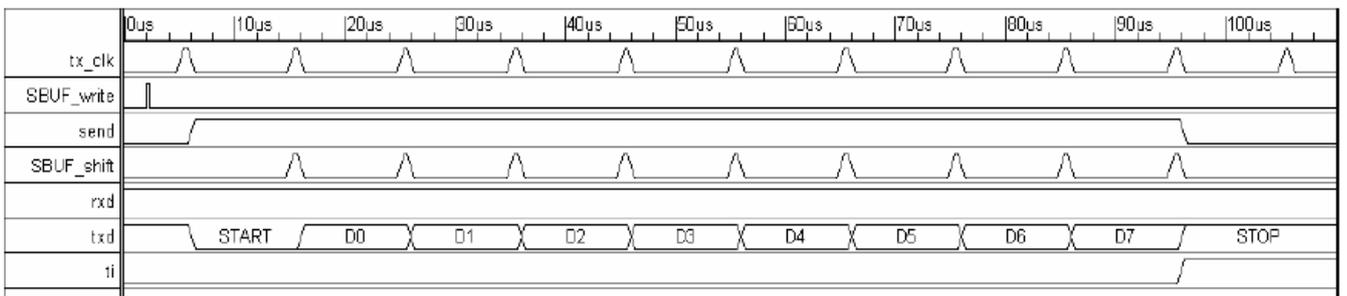 0us 10us 20us 30us 40us 50us 60us 70us 80us 90us 100us
tx_clk
SBUF_write
send
SBUF_shift
rxd
txd START D0 D1 D2 D3 D4 D5 D6 D7 STOP
ti